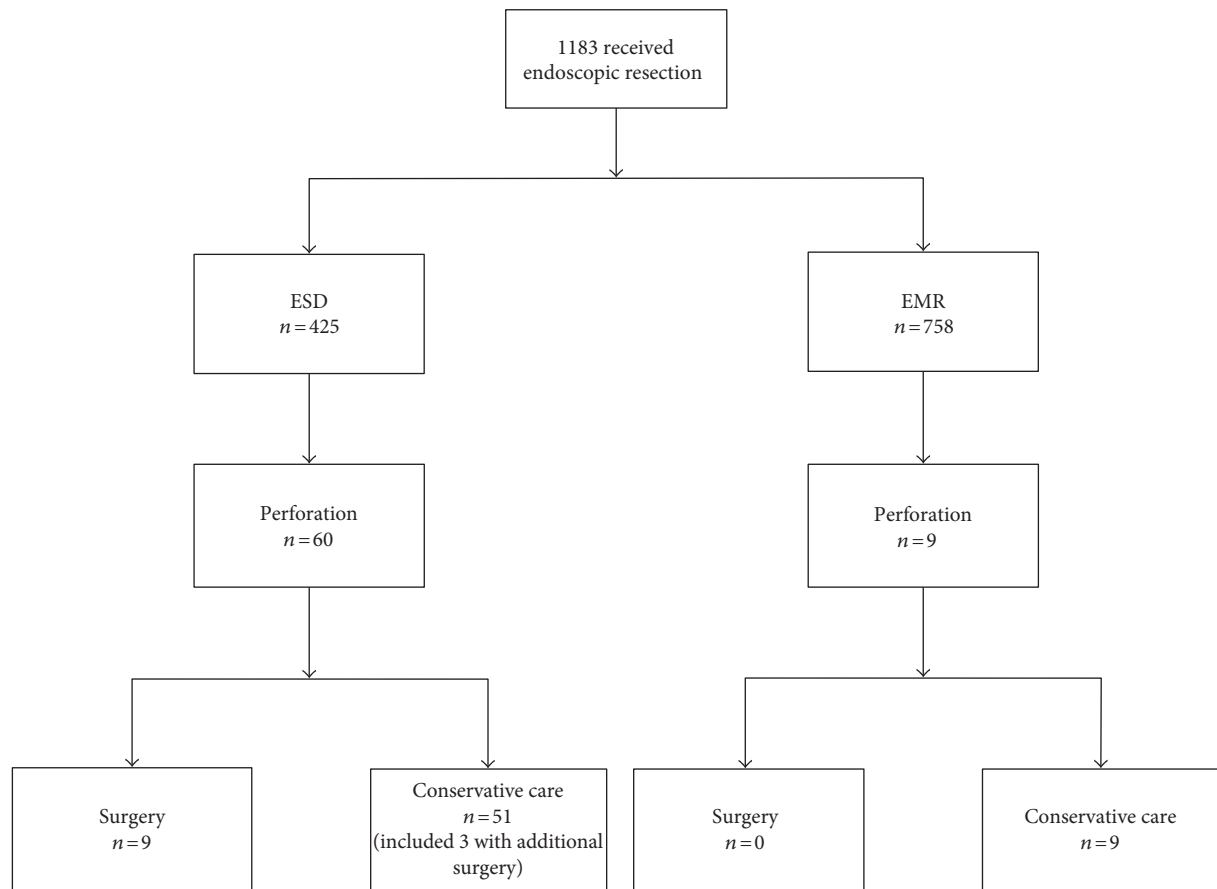 1183 received
endoscopic resection
ESD
n=425
EMR
n=758
Perforation
n=60
Perforation
n=9
Surgery
n=9
Conservative care
n=51
(included 3 with additional
surgery)
Surgery
n=0
Conservative care
n=9